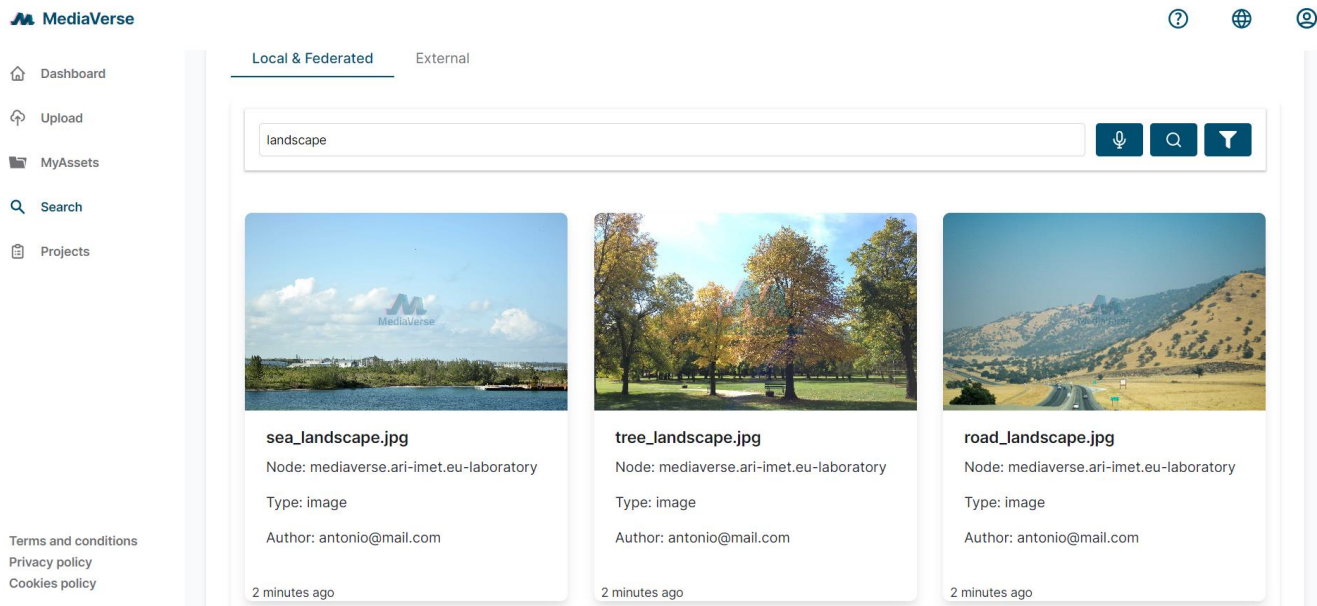 MediaVerse
Dashboard
Upload
MyAssets
Search
Projects
Terms and conditions
Privacy policy
Cookies policy
Local & Federated
External
landscape
MediaVerse
sea_landscape.jpg
Node: mediaverse.ari-imet.eu-laboratory
Type: image
Author: antonio@mail.com
2 minutes ago
tree_landscape.jpg
Node: mediaverse.ari-imet.eu-laboratory
Type: image
Author: antonio@mail.com
2 minutes ago
MediaVerse
road_landscape.jpg
Node: mediaverse.ari-imet.eu-laboratory
Type: image
Author: antonio@mail.com
2 minutes ago